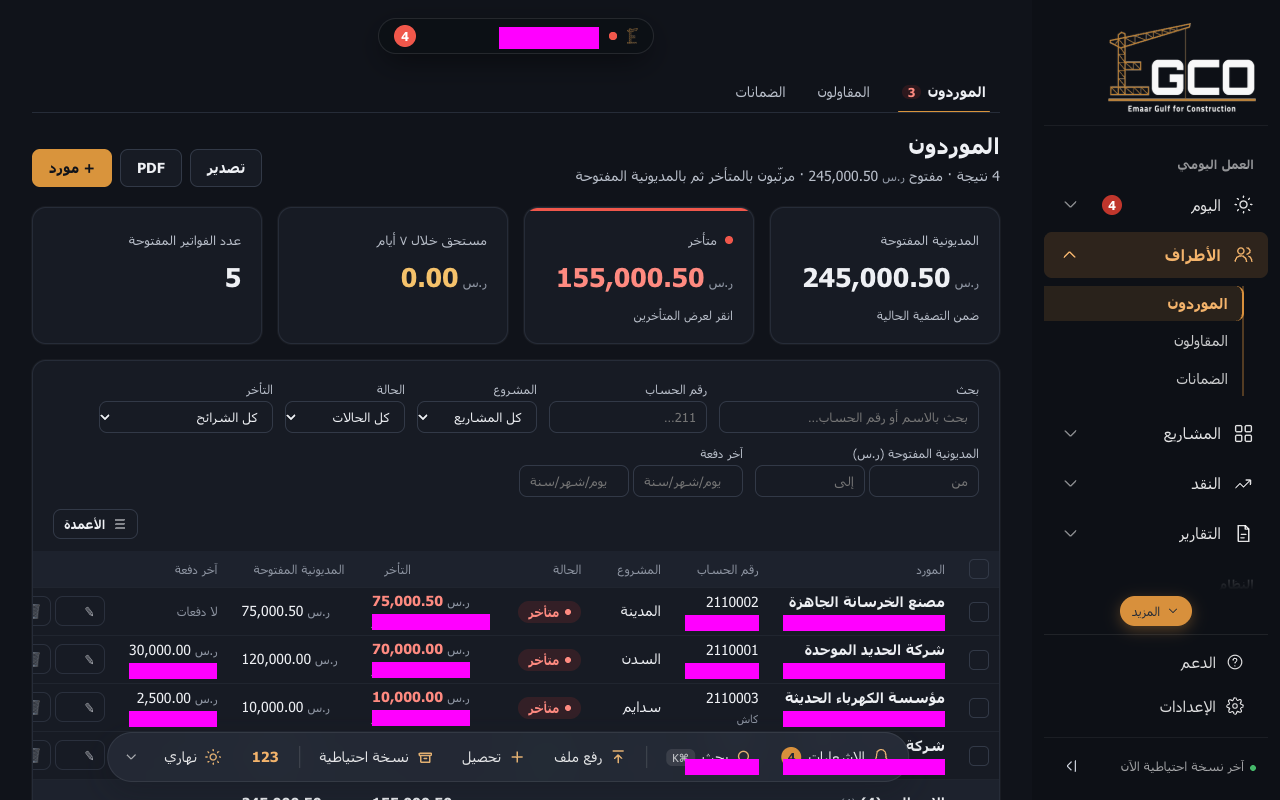 4
EGCO
Emaar Gulf for Construction
العمل اليومي
اليوم 4
الأطراف
الموردون
المقاولون
الضمانات
المشاريع
النقد
التقارير
النظام
المزيد
الدعم
الإعدادات
آخر نسخة احتياطية الآن
الموردون 3 المقاولون الضمانات
الموردون
4 نتيجة · مفتوح ر.س 245,000.50 · مرتّبون بالمتأخر ثم بالمديونية المفتوحة
تصدير PDF + مورد
المديونية المفتوحة
ر.س 245,000.50
ضمن التصفية الحالية
متأخر
ر.س 155,000.50
انقر لعرض المتأخرين
مستحق خلال ٧ أيام
ر.س 0.00
عدد الفواتير المفتوحة
5
بحث رقم الحساب المشروع الحالة التأخر
بحث بالاسم أو رقم الحساب... 211... كل المشاريع كل الحالات كل الشرائح
المديونية المفتوحة (ر.س) آخر دفعة
من إلى يوم/شهر/سنة يوم/شهر/سنة
الأعمدة
المورد رقم الحساب المشروع الحالة التأخر المديونية المفتوحة آخر دفعة
مصنع الخرسانة الجاهزة 2110002 المدينة متأخر ر.س 75,000.50 ر.س 75,000.50 لا دفعات
شركة الحديد الموحدة 2110001 السدن متأخر ر.س 70,000.00 ر.س 120,000.00 ر.س 30,000.00
مؤسسة الكهرباء الحديثة 2110003 سدايم متأخر ر.س 10,000.00 ر.س 10,000.00 ر.س 2,500.00
كاش
شركة
الإشعارات 4 بحث ⌘K رفع ملف تحصيل نسخة احتياطية 123 نهاري